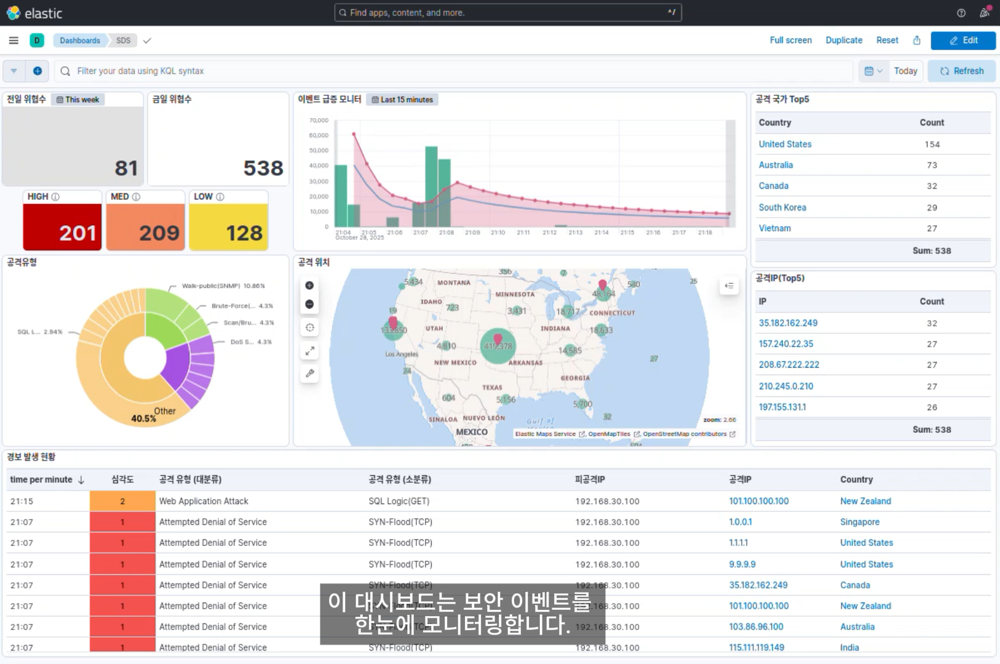 elastic
Find apps, content, and more.
^/
D
Dashboards
SDS
Full screen
Duplicate
Reset
Edit
Filter your data using KQL syntax
Today
Refresh
전일 위협수
This week
81
금일 위협수
538
HIGH
201
MED
209
LOW
128
이벤트 급증 모니터
Last 15 minutes
70,000
60,000
50,000
40,000
30,000
20,000
10,000
0
21:04 21:05 21:06 21:07 21:08 21:09 21:10 21:11 21:12 21:13 21:14 21:15 21:16 21:17 21:18
October 28, 2025
공격 국가 Top5
Country Count
United States 154
Australia 73
Canada 32
South Korea 29
Vietnam 27
Sum: 538
공격유형
Walk-public(SNMP) 10.86%
Brute-Force(... 4.3%
Scan/Bru... 4.3%
DoS S... 4.3%
SQL L... 2.94%
Other
40.5%
공격 위치
356
7
5,434
MONTANA
540
25
MINNESOTA
48,164
IDAHO
723
19
3,431
18,717
CONNECTICUT
133,850
UTAH
INDIANA
18,633
4,810
419,378
14,585
Los Angeles
27
NEW MEXICO
ARKANSAS
24
GEORGIA
TEXAS
604
5,156
5,700
32
SINALOA
NUEVO LEÓN
Gulf of
zoom: 2.66
MEXICO
Elastic Maps Service , OpenMapTiles , OpenStreetMap contributors
공격IP(Top5)
IP Count
35.182.162.249 32
157.240.22.35 27
208.67.222.222 27
210.245.0.210 27
197.155.131.1 26
Sum: 538
경보 발생 현황
time per minute 심각도 공격 유형 (대분류) 공격 유형 (소분류) 피공격IP 공격IP Country
21:15 2 Web Application Attack SQL Logic(GET) 192.168.30.100 101.100.100.100 New Zealand
21:07 1 Attempted Denial of Service SYN-Flood(TCP) 192.168.30.100 1.0.0.1 Singapore
21:07 1 Attempted Denial of Service SYN-Flood(TCP) 192.168.30.100 1.1.1.1 United States
21:07 1 Attempted Denial of Service SYN-Flood(TCP) 192.168.30.100 9.9.9.9 United States
21:07 1 Attempted Denial of Service SYN-Flood(TCP) 192.168.30.100 35.182.162.249 Canada
21:07 1 Attempted Denial of Service 101.100.100.100 New Zealand
21:07 1 Attempted Denial of Service 103.86.96.100 Australia
21:07 1 Attempted Denial of Service SYN-Flood(TCP) 192.168.30.100 115.111.119.149 India
이 대시보드는 보안 이벤트를
한눈에 모니터링합니다.